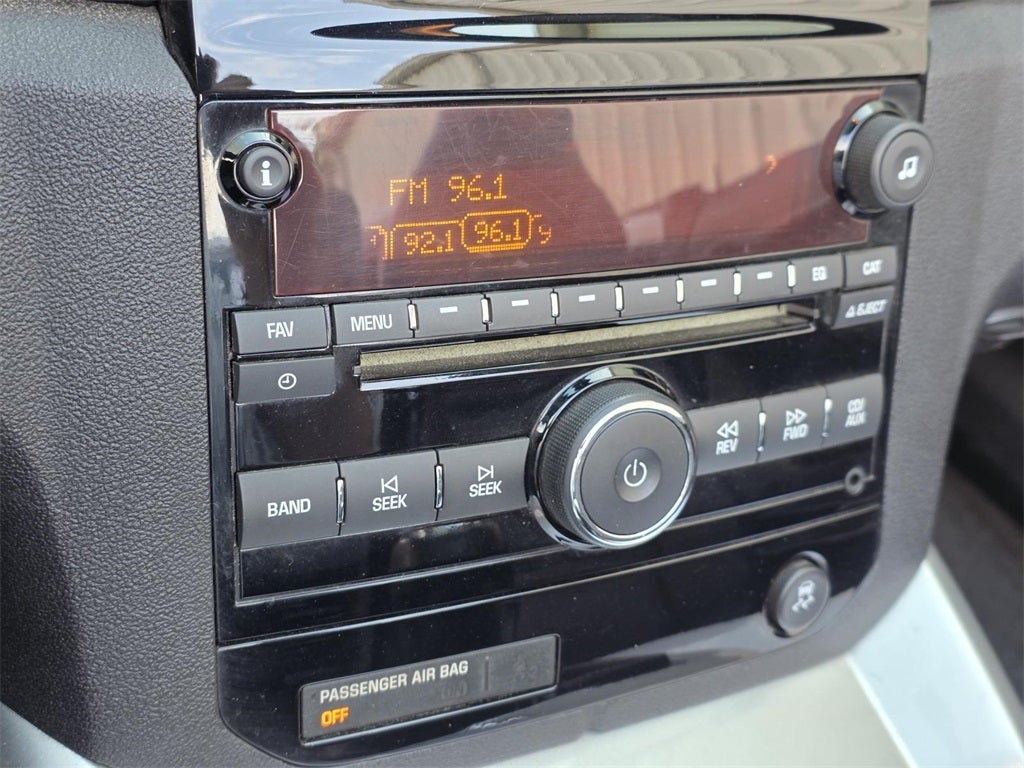 i
FM 96.1
92.1 96.1 9
FAV MENU EQ CAT
EJECT
BAND SEEK SEEK REV FWD CD/
AUX
PASSENGER AIR BAG
OFF